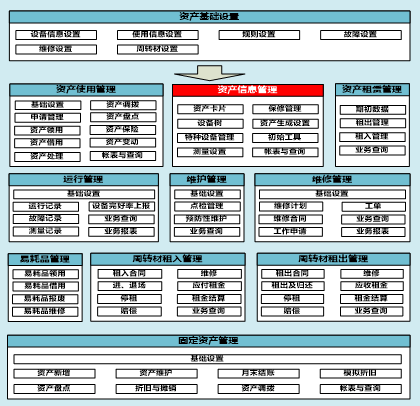 资产基础设置
设备信息设置 使用信息设置 规则设置 故障设置
维修设置 周转材设置
资产使用管理
基础设置 资产调拨
申请管理 资产盘点
资产领用 资产保险
资产借用 资产变动
资产处理 帐表与查询
资产信息管理
资产卡片 保修管理
设备树 资产生成设置
特种设备管理 初始工具
测量设置 帐表与查询
资产租赁管理
期初数据
租出管理
租入管理
业务查询
运行管理
基础设置
运行记录 设备完好率上报
故障记录 业务查询
测量记录 业务报表
维护管理
基础设置
点检管理
预防性维护
业务查询
维修管理
基础设置
维修计划 工单
维修合同 业务查询
工作申请 业务报表
易耗品管理
易耗品领用
易耗品借用
易耗品报废
易耗品维修
周转材租入管理
租入合同 维修
进、退场 应付租金
停租 租金结算
赔偿 业务查询
周转材租出管理
租出合同 维修
租出及归还 应收租金
停租 租金结算
赔偿 业务查询
固定资产管理
基础设置
资产新增 资产维护 月末结账 模拟折旧
资产盘点 折旧与摊销 资产调拨 帐表与查询